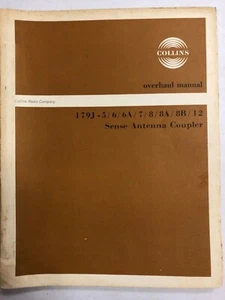 COLLINS
overhaul manual
Collins Radio Company
179J-5/6/6A/7/8/8A/8B/12
Sense Antenna Coupler